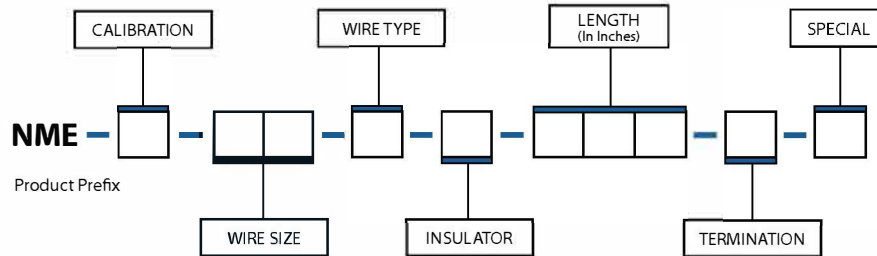 CALIBRATION
WIRE TYPE
LENGTH
(In Inches)
SPECIAL
NME
Product Prefix
WIRE SIZE
INSULATOR
TERMINATION